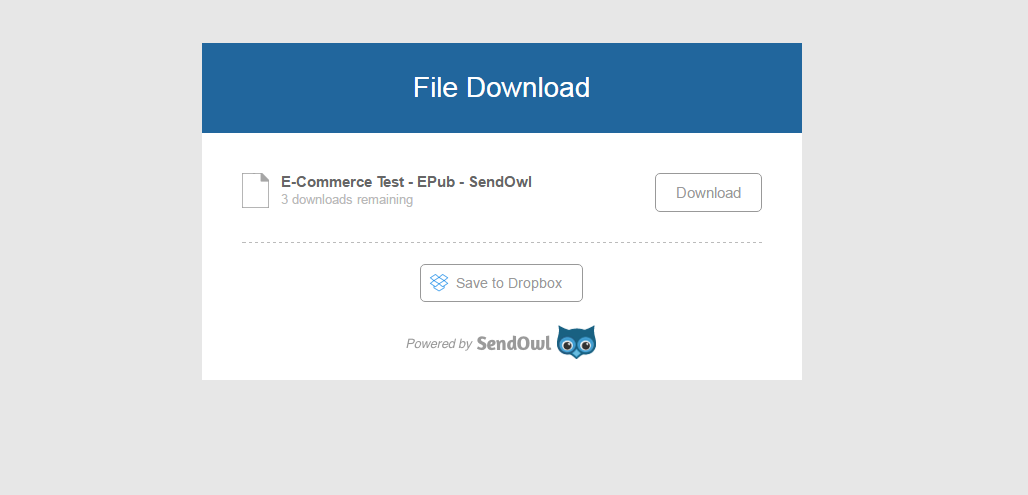 File Download
E-Commerce Test - EPub - SendOwl
3 downloads remaining
Download
Save to Dropbox
Powered by SendOwl